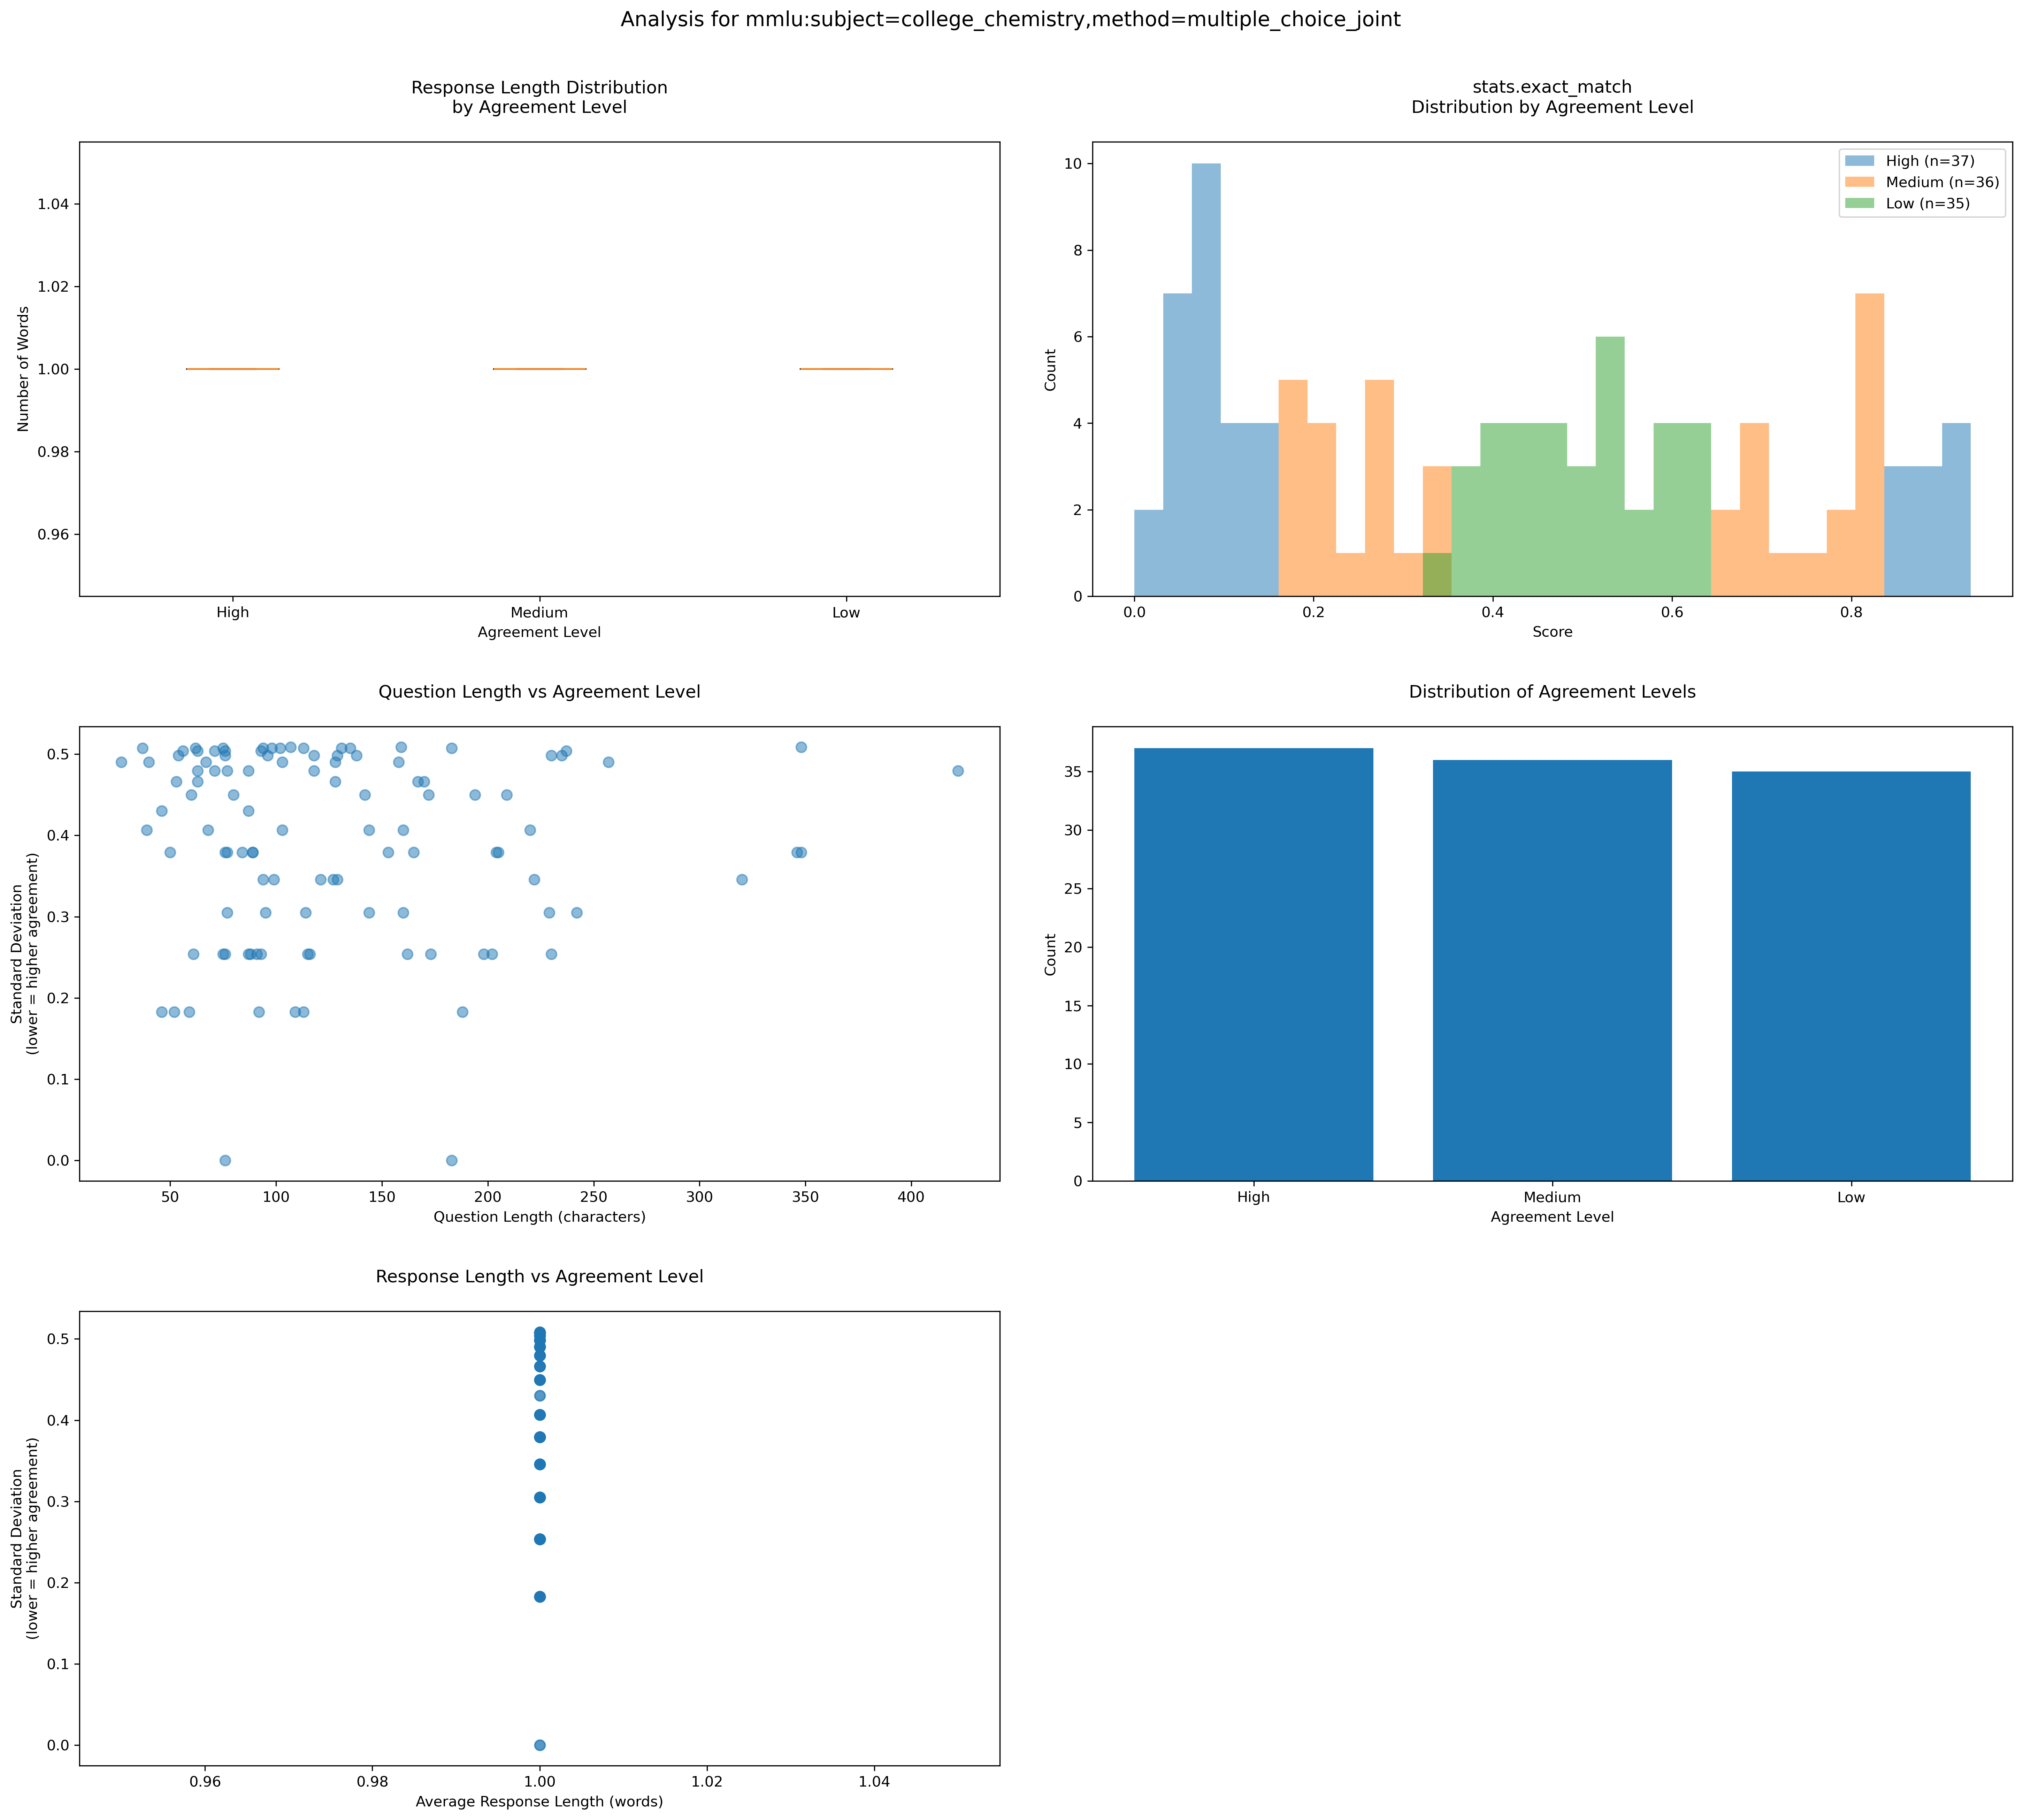 Analysis for mmlu:subject=college_chemistry,method=multiple_choice_joint
Response Length Distribution
by Agreement Level
1.04
1.02
1.00
0.98
0.96
Number of Words
High
Medium
Low
Agreement Level
stats.exact_match
Distribution by Agreement Level
High (n=37)
Medium (n=36)
Low (n=35)
10
8
6
4
2
0
Count
0.0
0.2
0.4
0.6
0.8
Score
Question Length vs Agreement Level
0.5
0.4
0.3
0.2
0.1
0.0
Standard Deviation
(lower = higher agreement)
50
100
150
200
250
300
350
400
Question Length (characters)
Distribution of Agreement Levels
35
30
25
20
15
10
5
0
Count
High
Medium
Low
Agreement Level
Response Length vs Agreement Level
0.5
0.4
0.3
0.2
0.1
0.0
Standard Deviation
(lower = higher agreement)
0.96
0.98
1.00
1.02
1.04
Average Response Length (words)